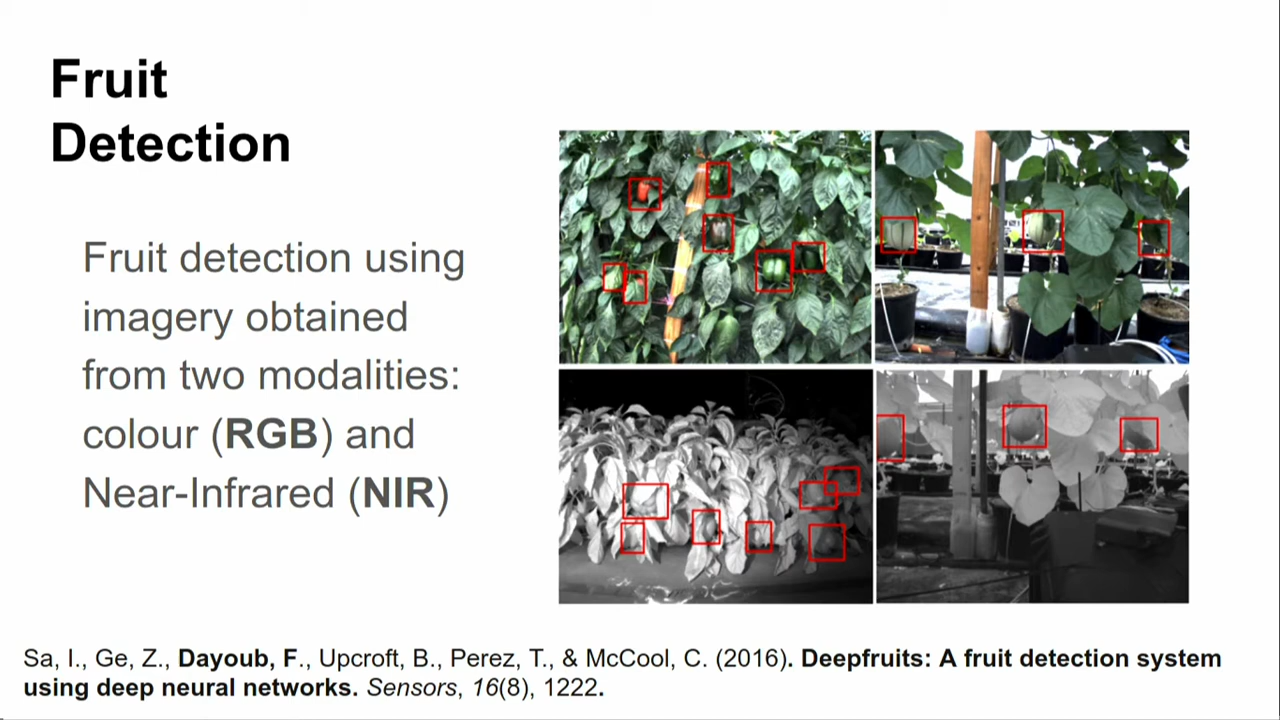 Fruit
Detection
Fruit detection using
imagery obtained
from two modalities:
colour (RGB) and
Near-Infrared (NIR)
Sa, I., Ge, Z., Dayoub, F., Upcroft, B., Perez, T., & McCool, C. (2016). Deepfruits: A fruit detection system
using deep neural networks. Sensors, 16(8), 1222.